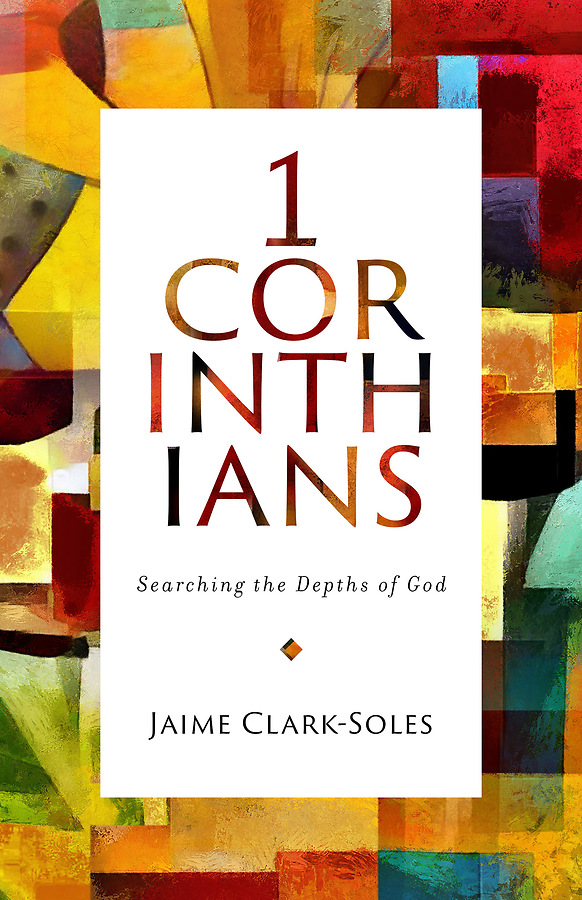 1
COR
INTH
IANS
Searching the Depths of God
JAIME CLARK-SOLES